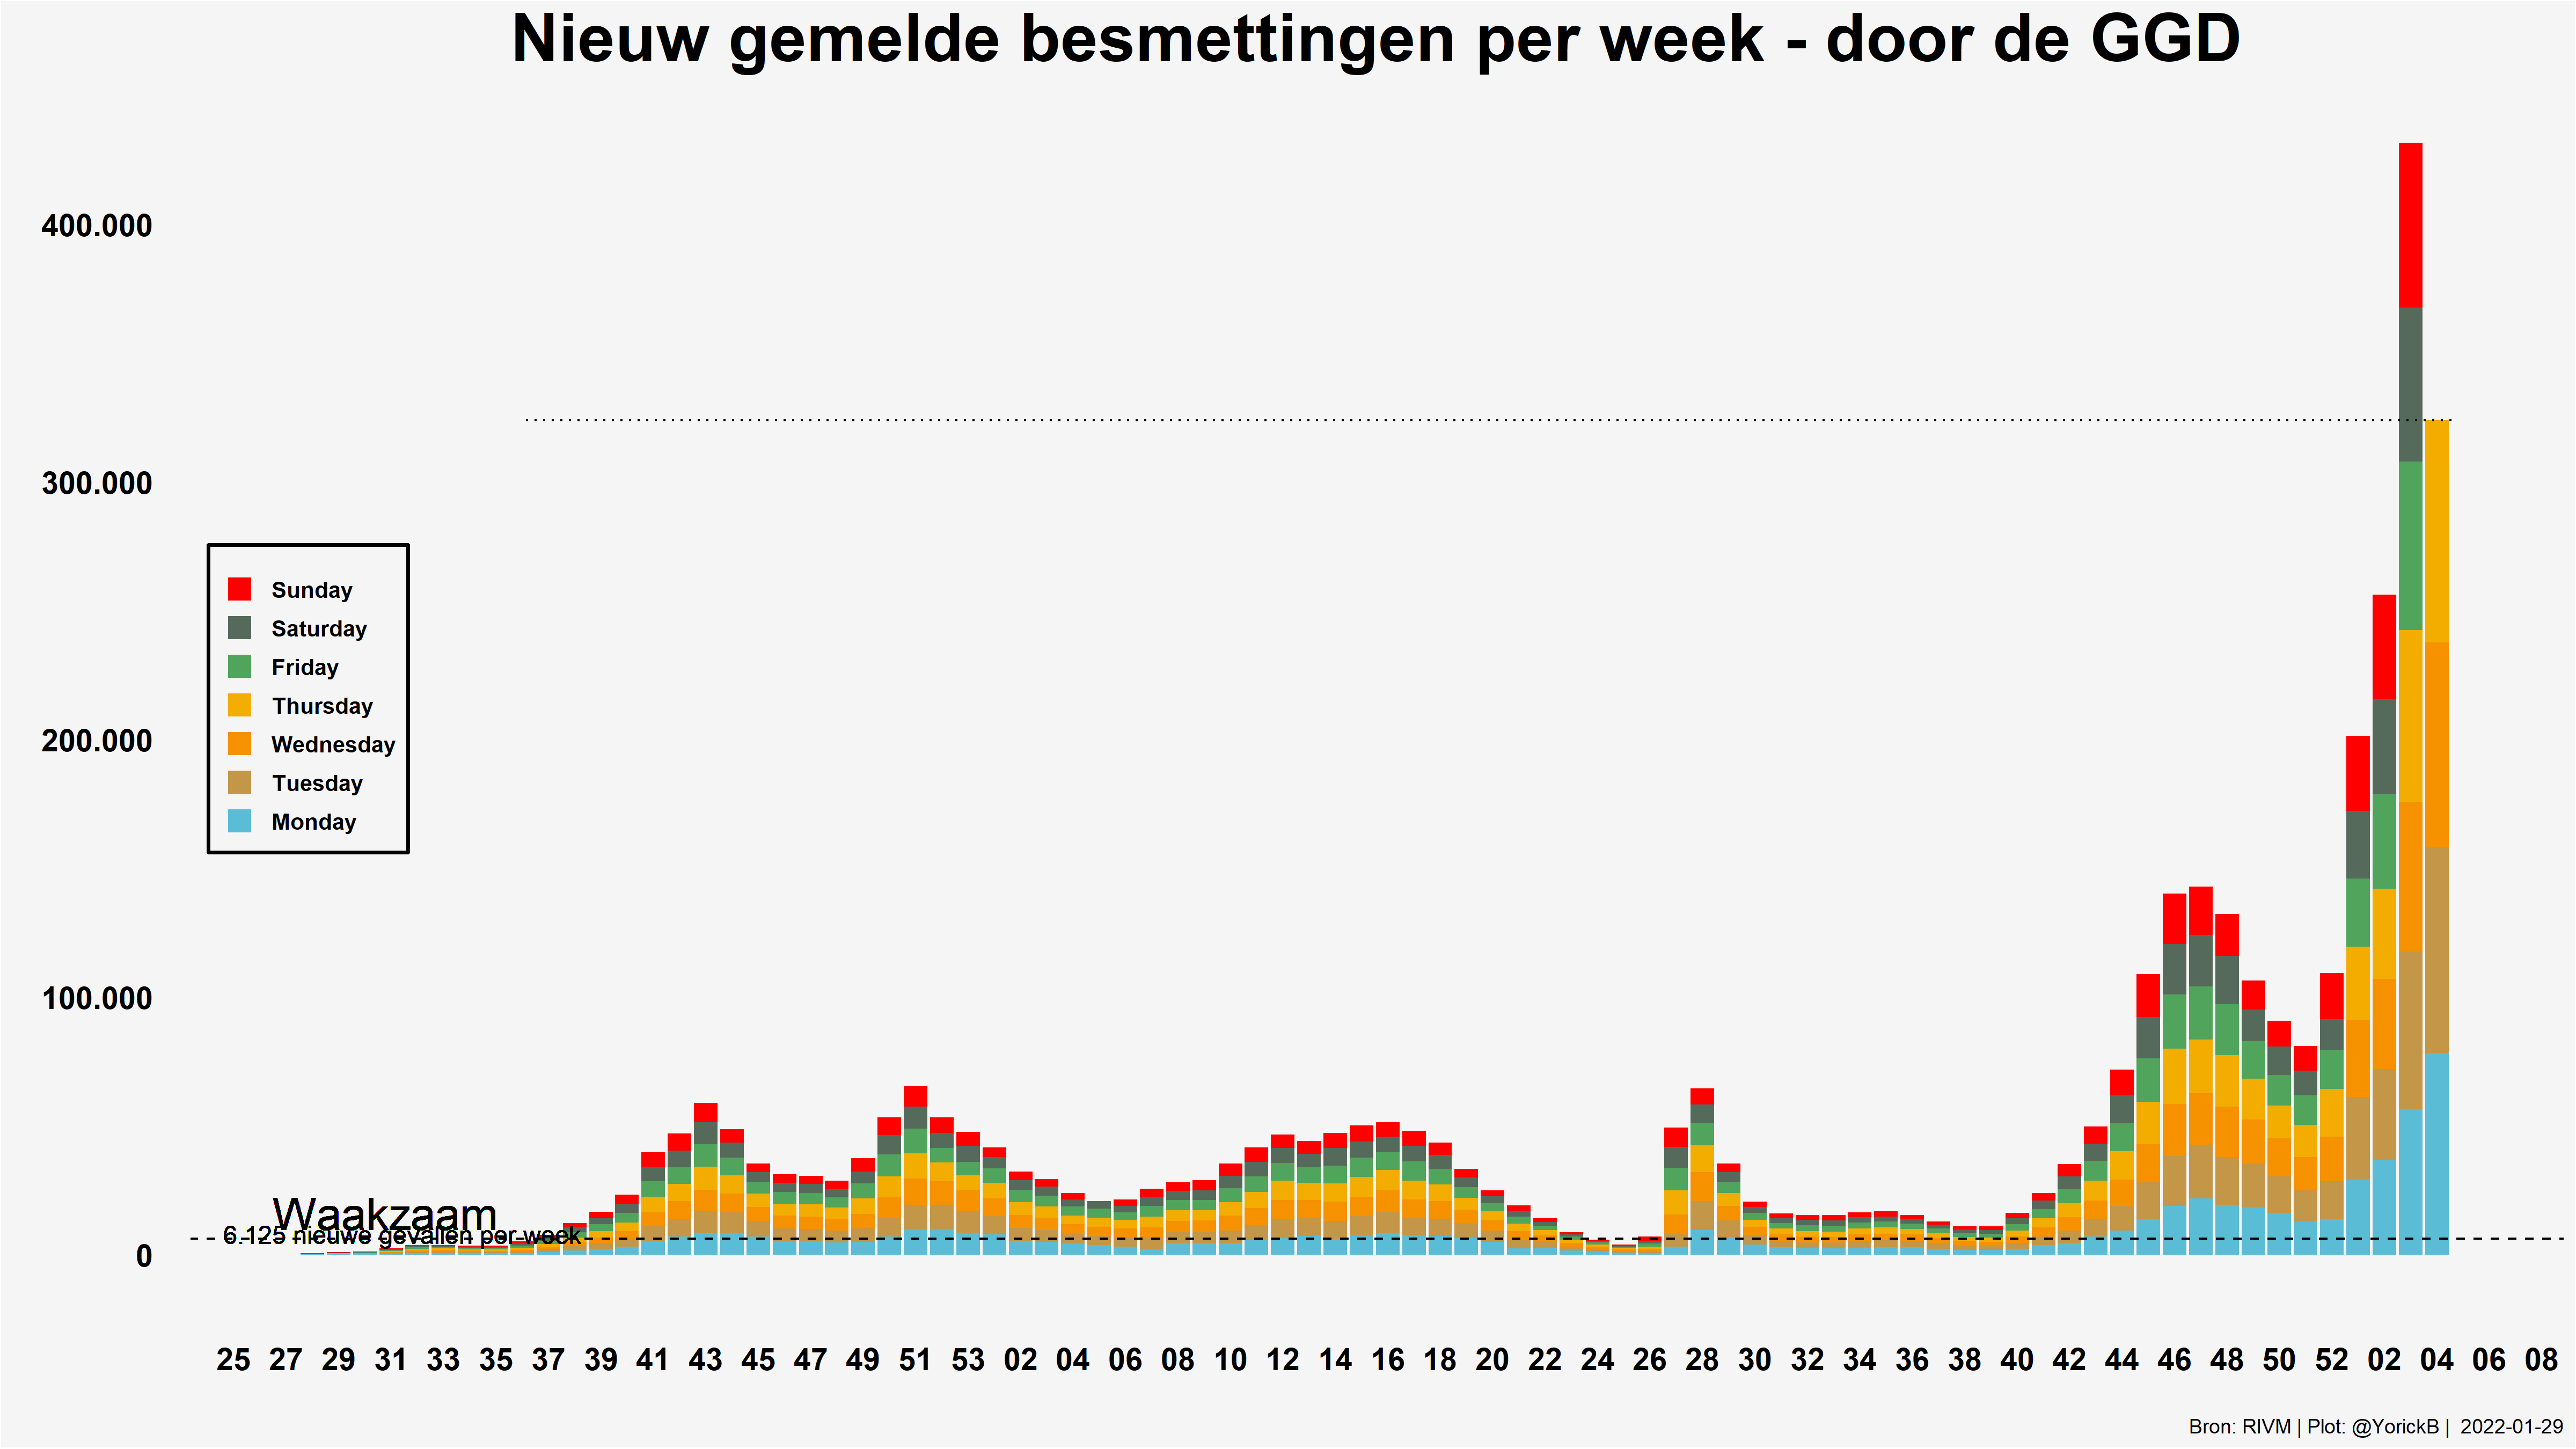 Nieuw gemelde besmettingen per week - door de GGD
400.000
300.000
200.000
100.000
0
Sunday
Saturday
Friday
Thursday
Wednesday
Tuesday
Monday
Waakzaam
6.125 nieuwe gevallen per week
25 27 29 31 33 35 37 39 41 43 45 47 49 51 53 02 04 06 08 10 12 14 16 18 20 22 24 26 28 30 32 34 36 38 40 42 44 46 48 50 52 02 04 06 08
Bron: RIVM | Plot: @YorickB | 2022-01-29